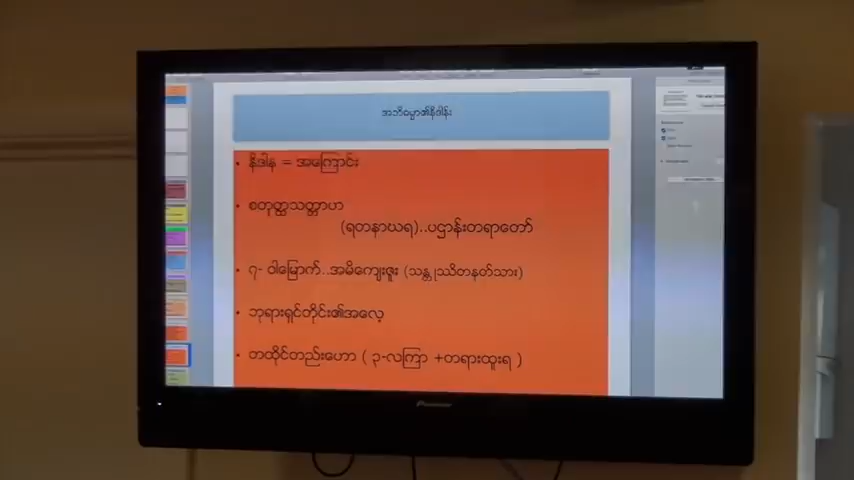 အဘိဓမ္မာ၏နိဒါန်း
• နိဒါန = အကြောင်း
• စတုတ္ထသတ္တာဟ
(ရတနာဃရ)..ပဋ္ဌာန်းတရာတော်
• ၇- ဝါမြောက်..အမိကျေးဇူး (သန္တုဿိတနတ်သား)
• ဘုရားရှင်တိုင်း၏အလေ့
• တထိုင်တည်းဟော ( ၃-လကြာ +တရားထူးရ )
Pioneer